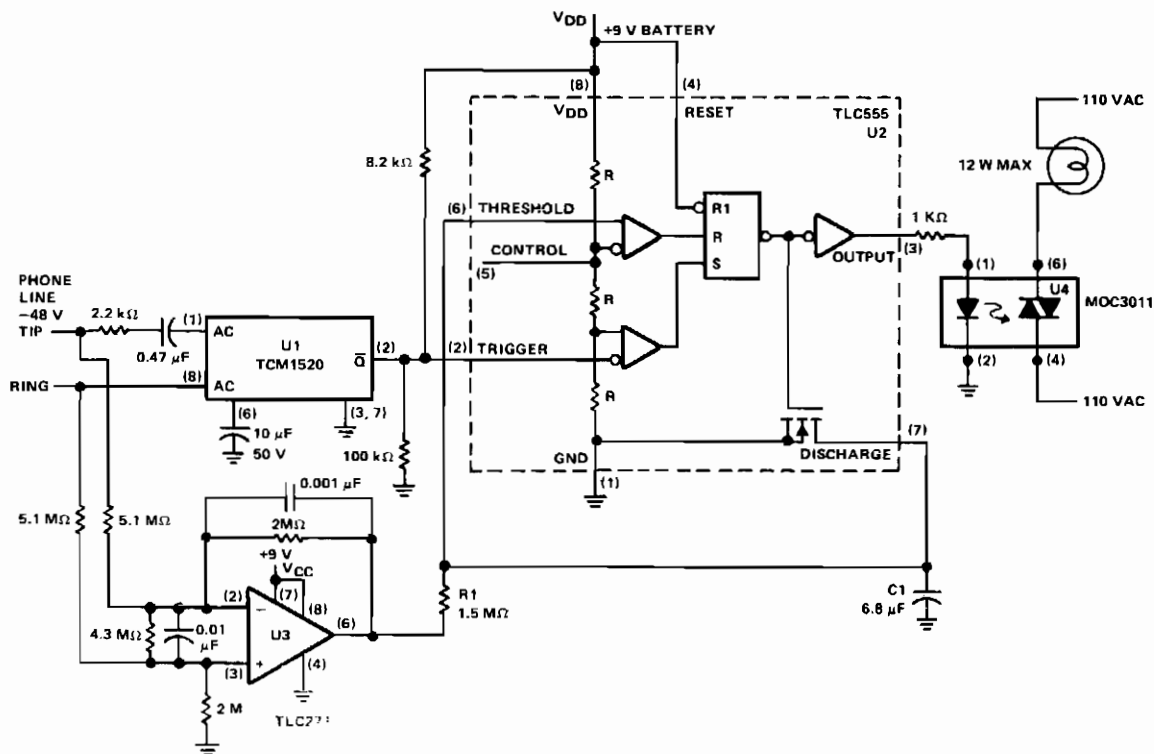 VDD
+9 V BATTERY
(8)
(4)
VDD
RESET
TLC555
U2
110 VAC
12 W MAX
8.2 kΩ
R
(6) THRESHOLD
R1
R
S
CONTROL
(5)
1 KΩ
OUTPUT
(3)
PHONE
LINE
−48 V
TIP
2.2 kΩ
0.47 μF
(1)
AC
U1
TCM1520
Q̅
(2)
(2) TRIGGER
R
(1)
(6)
U4
MOC3011
(2)
(4)
RING
(8)
AC
(6)
(3, 7)
10 μF
50 V
100 kΩ
R
110 VAC
GND
DISCHARGE
(7)
(1)
0.001 μF
5.1 MΩ
5.1 MΩ
2MΩ
+9 V
VCC
(7)
(8)
R1
1.5 MΩ
C1
6.8 μF
(2)
−
4.3 MΩ
0.01
μF
U3
(6)
+
(3)
(4)
2 M